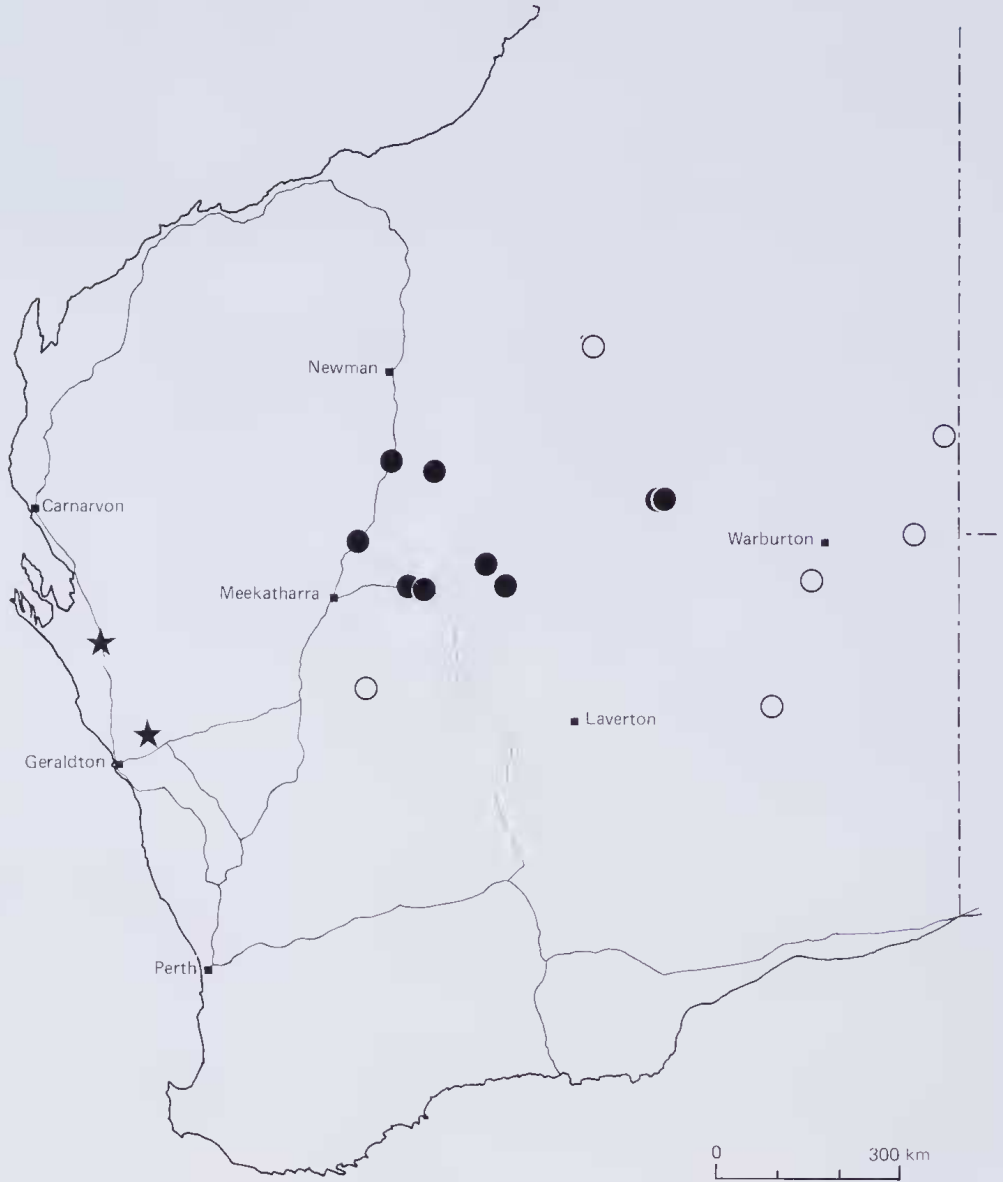 Newman
Carnarvon
Warburton
Meekatharra
Laverton
Geraldton
Perth
0 300 km